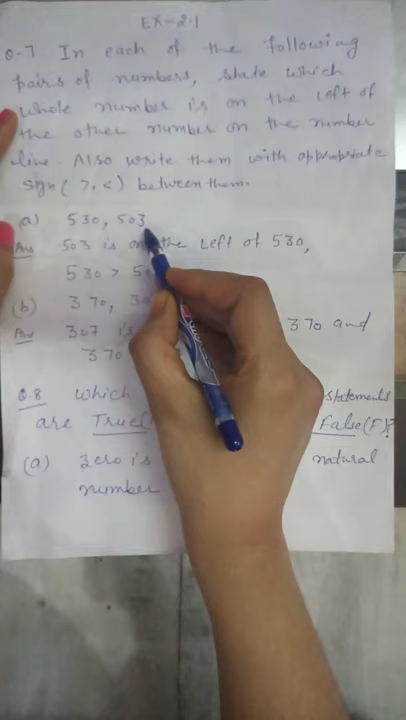 EX-2.1
Q-7 In each of the following
pairs of numbers, state which
whole number is on the left of
the other number on the number
line. Also write them with appropriate
sign( >, <) between them.
(a) 530, 503
Ans 503 is on the left of 530,
530 > 50
(b) 370, 30
Ans 307 is 370 and
370
Q.8 which statements
are True( False(F)?
(a) zero is natural
number